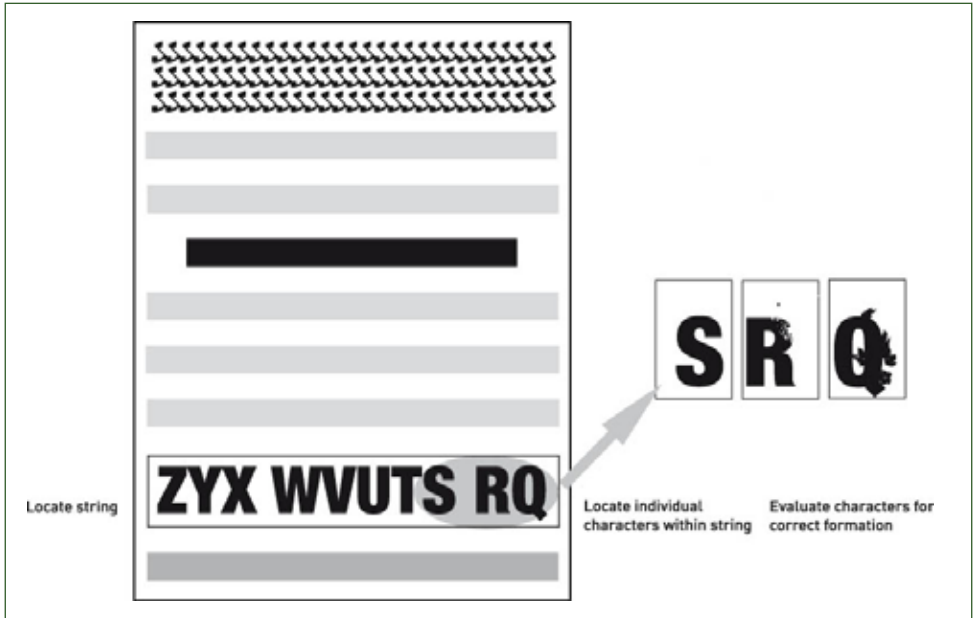 ZYX WVUTS RQ
S R Q
Locate string
Locate individual
characters within string
Evaluate characters for
correct formation